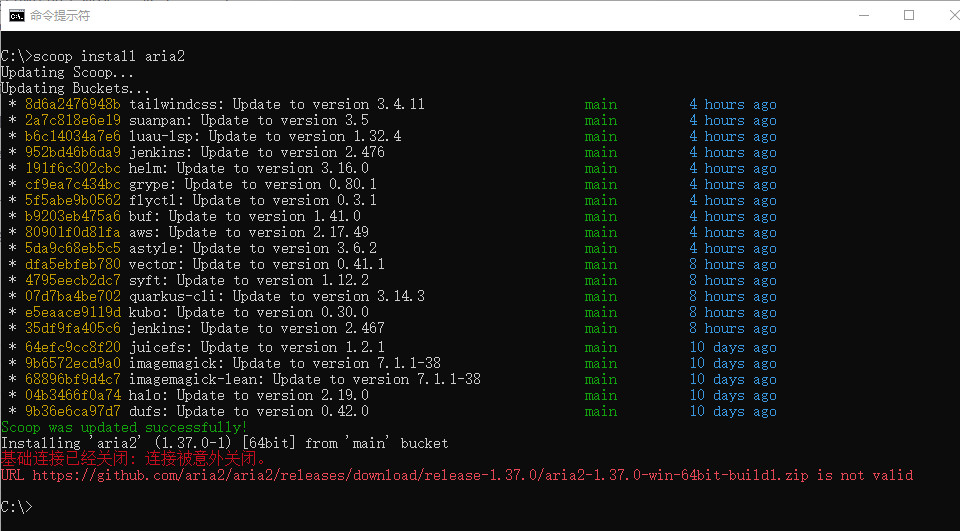 命令提示符
C:\>scoop install aria2
Updating Scoop...
Updating Buckets...
* 8d6a2476948b tailwindcss: Update to version 3.4.11 main 4 hours ago
* 2a7c818e6e19 suanpan: Update to version 3.5 main 4 hours ago
* b6c14034a7e6 luau-lsp: Update to version 1.32.4 main 4 hours ago
* 952bd46b6da9 jenkins: Update to version 2.476 main 4 hours ago
* 191f6c302cbc helm: Update to version 3.16.0 main 4 hours ago
* cf9ea7c434bc grype: Update to version 0.80.1 main 4 hours ago
* 5f5abe9b0562 flyctl: Update to version 0.3.1 main 4 hours ago
* b9203eb475a6 buf: Update to version 1.41.0 main 4 hours ago
* 80901f0d81fa aws: Update to version 2.17.49 main 4 hours ago
* 5da9c68eb5c5 astyle: Update to version 3.6.2 main 4 hours ago
* dfa5ebfeb780 vector: Update to version 0.41.1 main 8 hours ago
* 4795eecb2dc7 syft: Update to version 1.12.2 main 8 hours ago
* 07d7ba4be702 quarkus-cli: Update to version 3.14.3 main 8 hours ago
* e5eaace9119d kubo: Update to version 0.30.0 main 8 hours ago
* 35df9fa405c6 jenkins: Update to version 2.467 main 8 hours ago
* 64efc9cc8f20 juicefs: Update to version 1.2.1 main 10 days ago
* 9b6572ecd9a0 imagemagick: Update to version 7.1.1-38 main 10 days ago
* 68896bf9d4c7 imagemagick-lean: Update to version 7.1.1-38 main 10 days ago
* 04b3466f0a74 halo: Update to version 2.19.0 main 10 days ago
* 9b36e6ca97d7 dufs: Update to version 0.42.0 main 10 days ago
Scoop was updated successfully!
Installing 'aria2' (1.37.0-1) [64bit] from 'main' bucket
基础连接已经关闭: 连接被意外关闭。
URL https://github.com/aria2/aria2/releases/download/release-1.37.0/aria2-1.37.0-win-64bit-build1.zip is not valid
C:\>